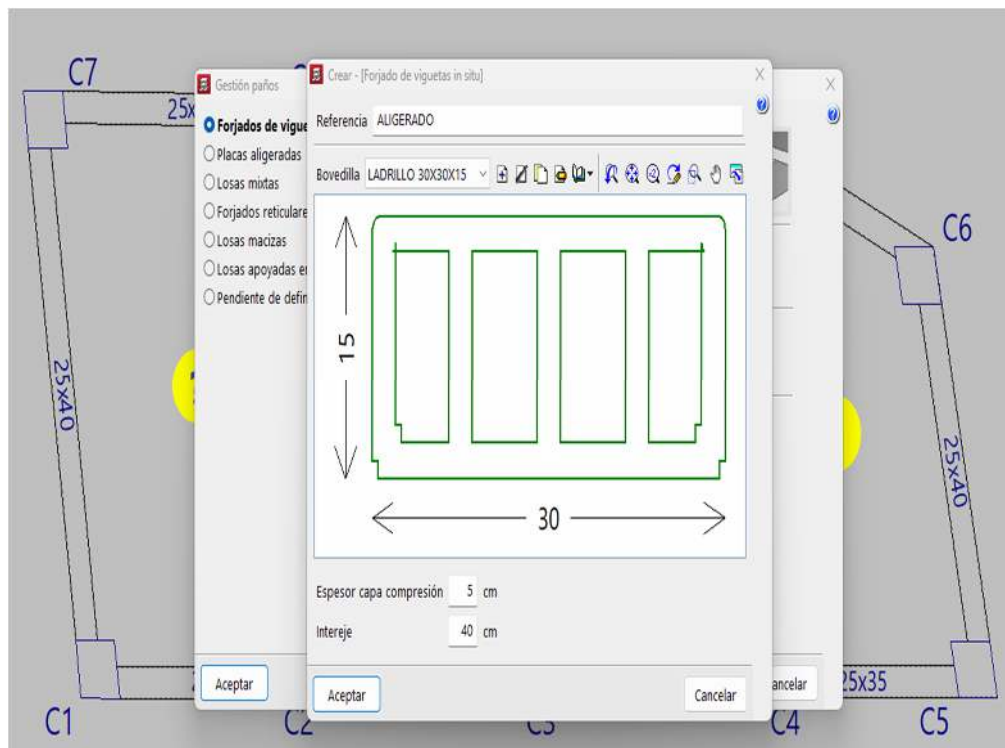 C7
C6
25x40
25x40
25x35
C1
C2
C3
C4
C5
Gestión paños
Forjados de vigue
Placas aligeradas
Losas mixtas
Forjados reticulare
Losas macizas
Losas apoyadas e
Pendiente de defin
Aceptar
ancelar
Crear - [Forjado de viguetas in situ]
Referencia ALIGERADO
Bovedilla LADRILLO 30X30X15
15
30
Espesor capa compresión 5 cm
Intereje 40 cm
Aceptar Cancelar